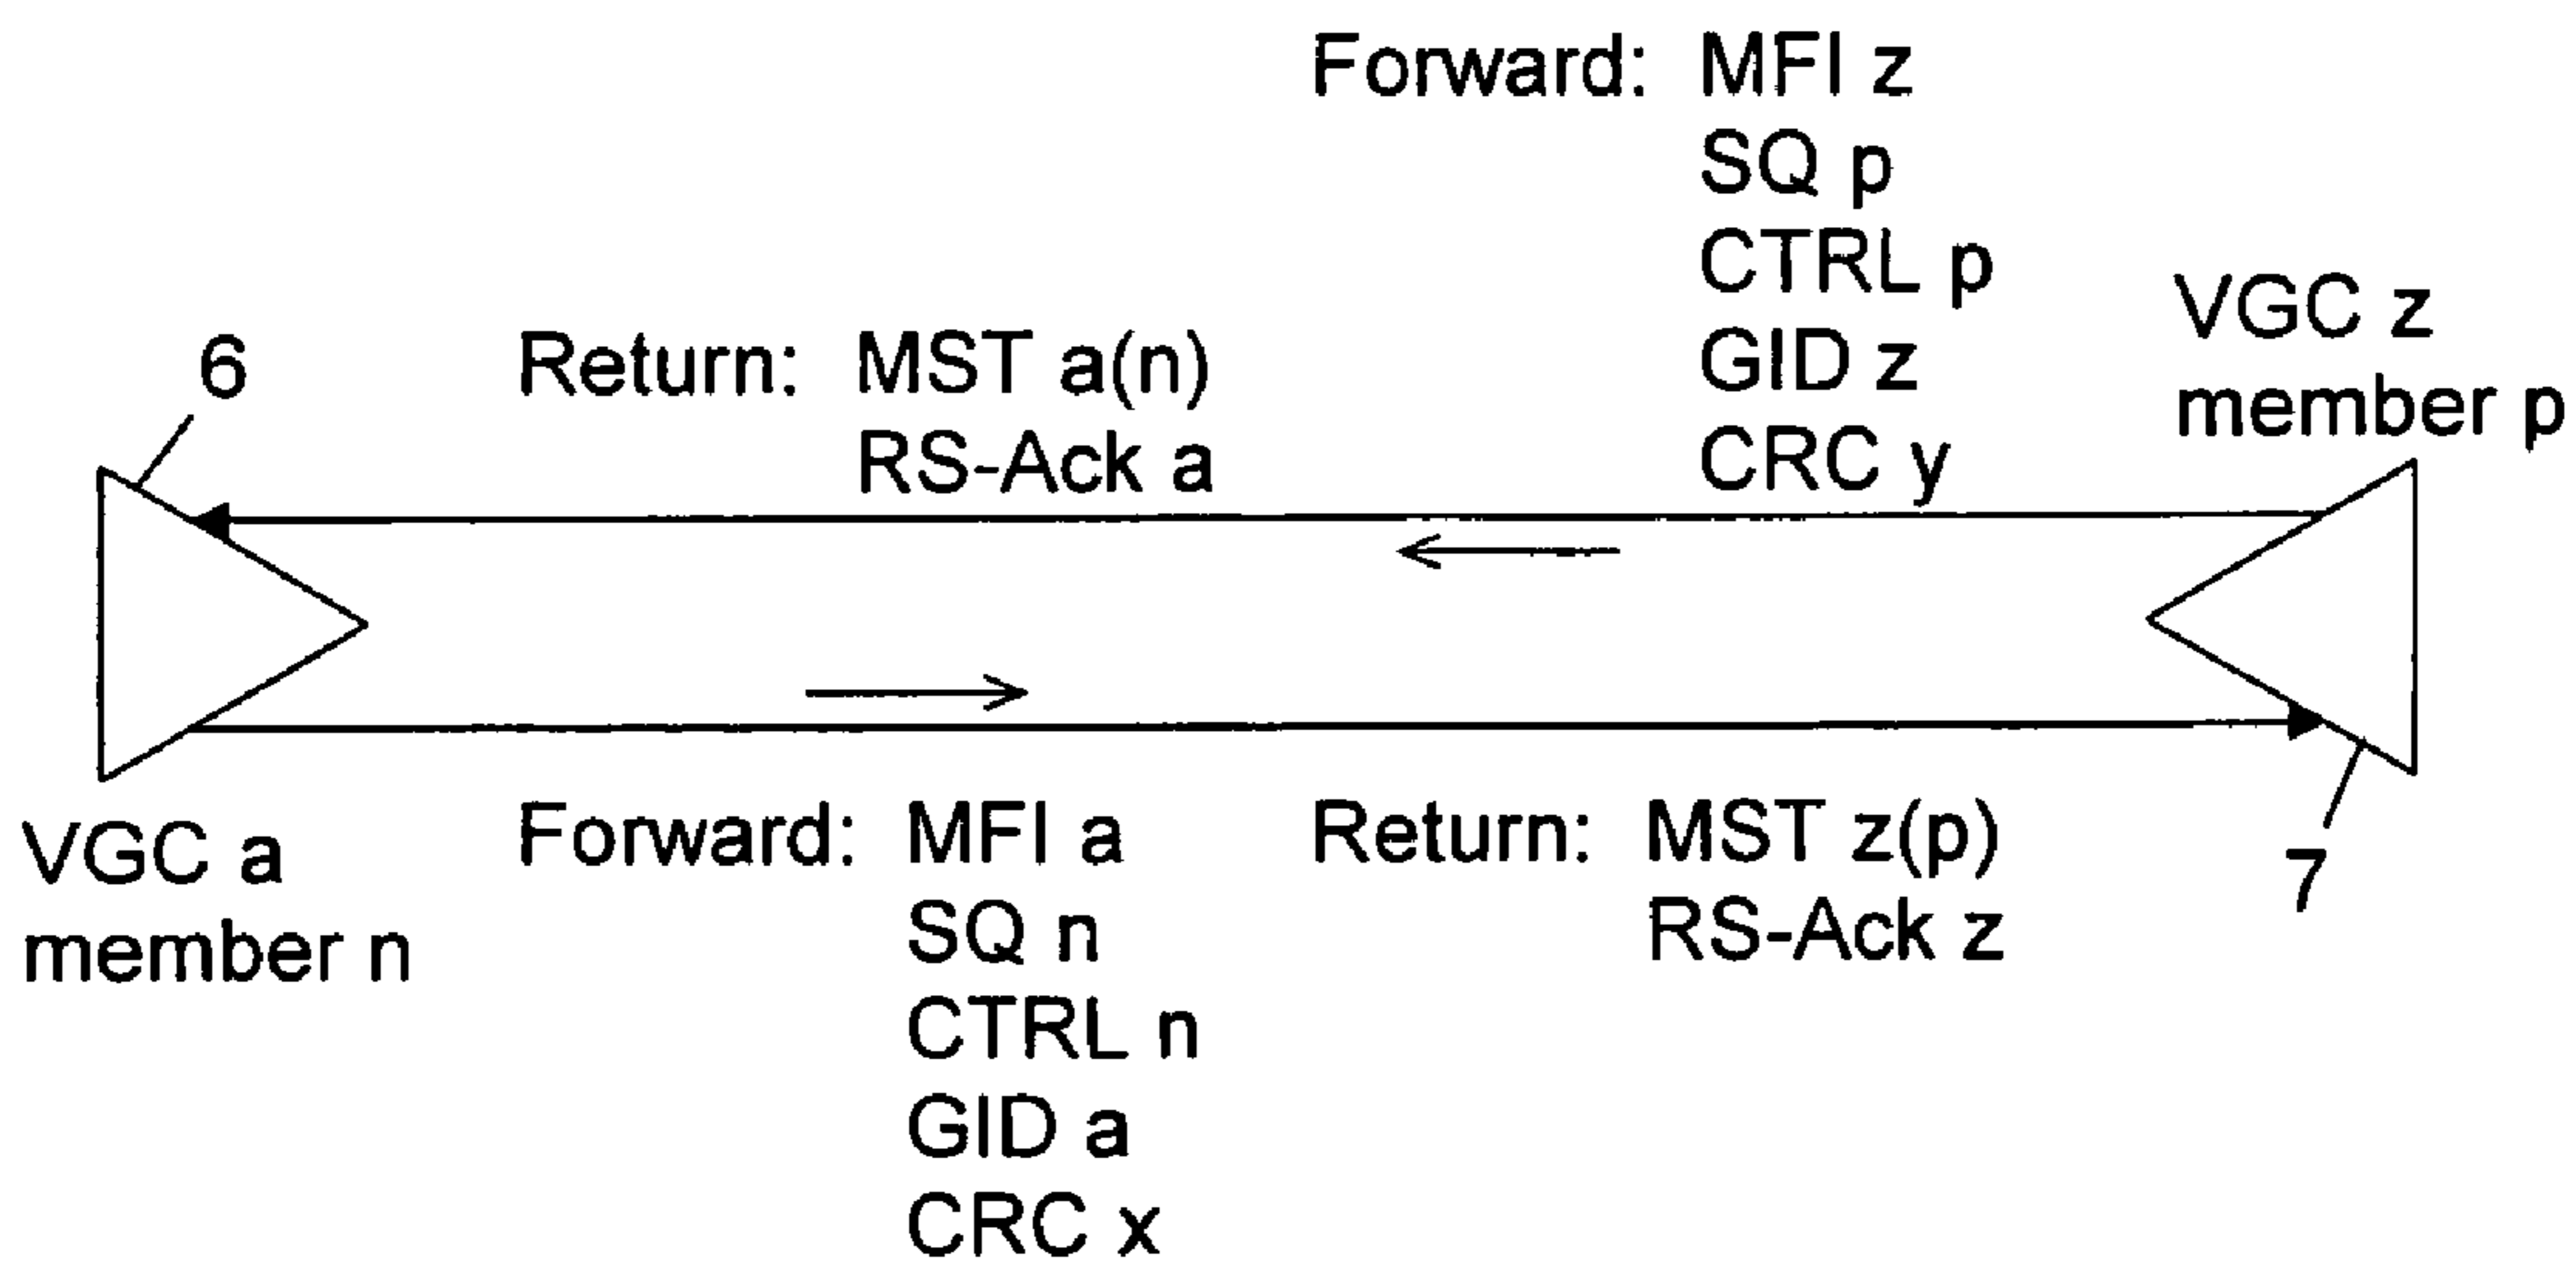 Forward: MFI z
SQ p
CTRL p
GID z
CRC y
VGC z
member p
6
Return: MST a(n)
RS-Ack a
VGC a
member n
Forward: MFI a
SQ n
CTRL n
GID a
CRC x
Return: MST z(p)
RS-Ack z
7